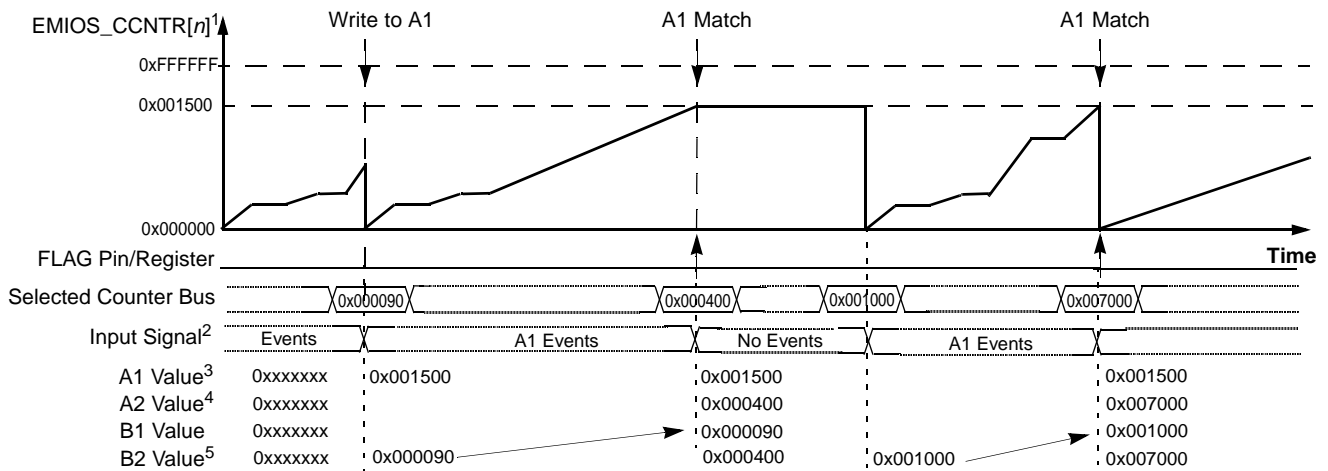 EMIOS_CCNTR[n]1 Write to A1 A1 Match A1 Match
0xFFFFFF
0x001500
0x000000
FLAG Pin/Register Time
Selected Counter Bus 0x000090 0x000400 0x001000 0x007000
Input Signal2 Events A1 Events No Events A1 Events
A1 Value3 0xxxxxxx 0x001500 0x001500 0x001500
A2 Value4 0xxxxxxx 0x000400 0x007000
B1 Value 0xxxxxxx 0x000090 0x001000
B2 Value5 0xxxxxxx 0x000090 0x000400 0x001000 0x007000